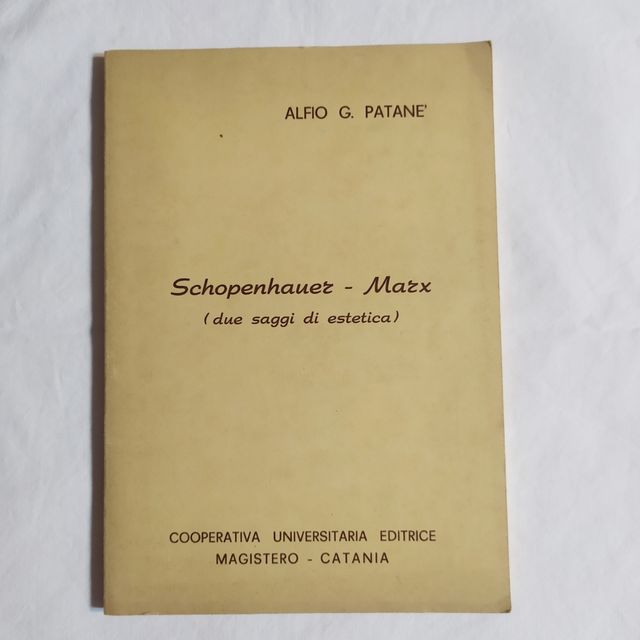 ALFIO G. PATANE'
Schopenhauer - Marx
(due saggi di estetica)
COOPERATIVA UNIVERSITARIA EDITRICE
MAGISTERO - CATANIA